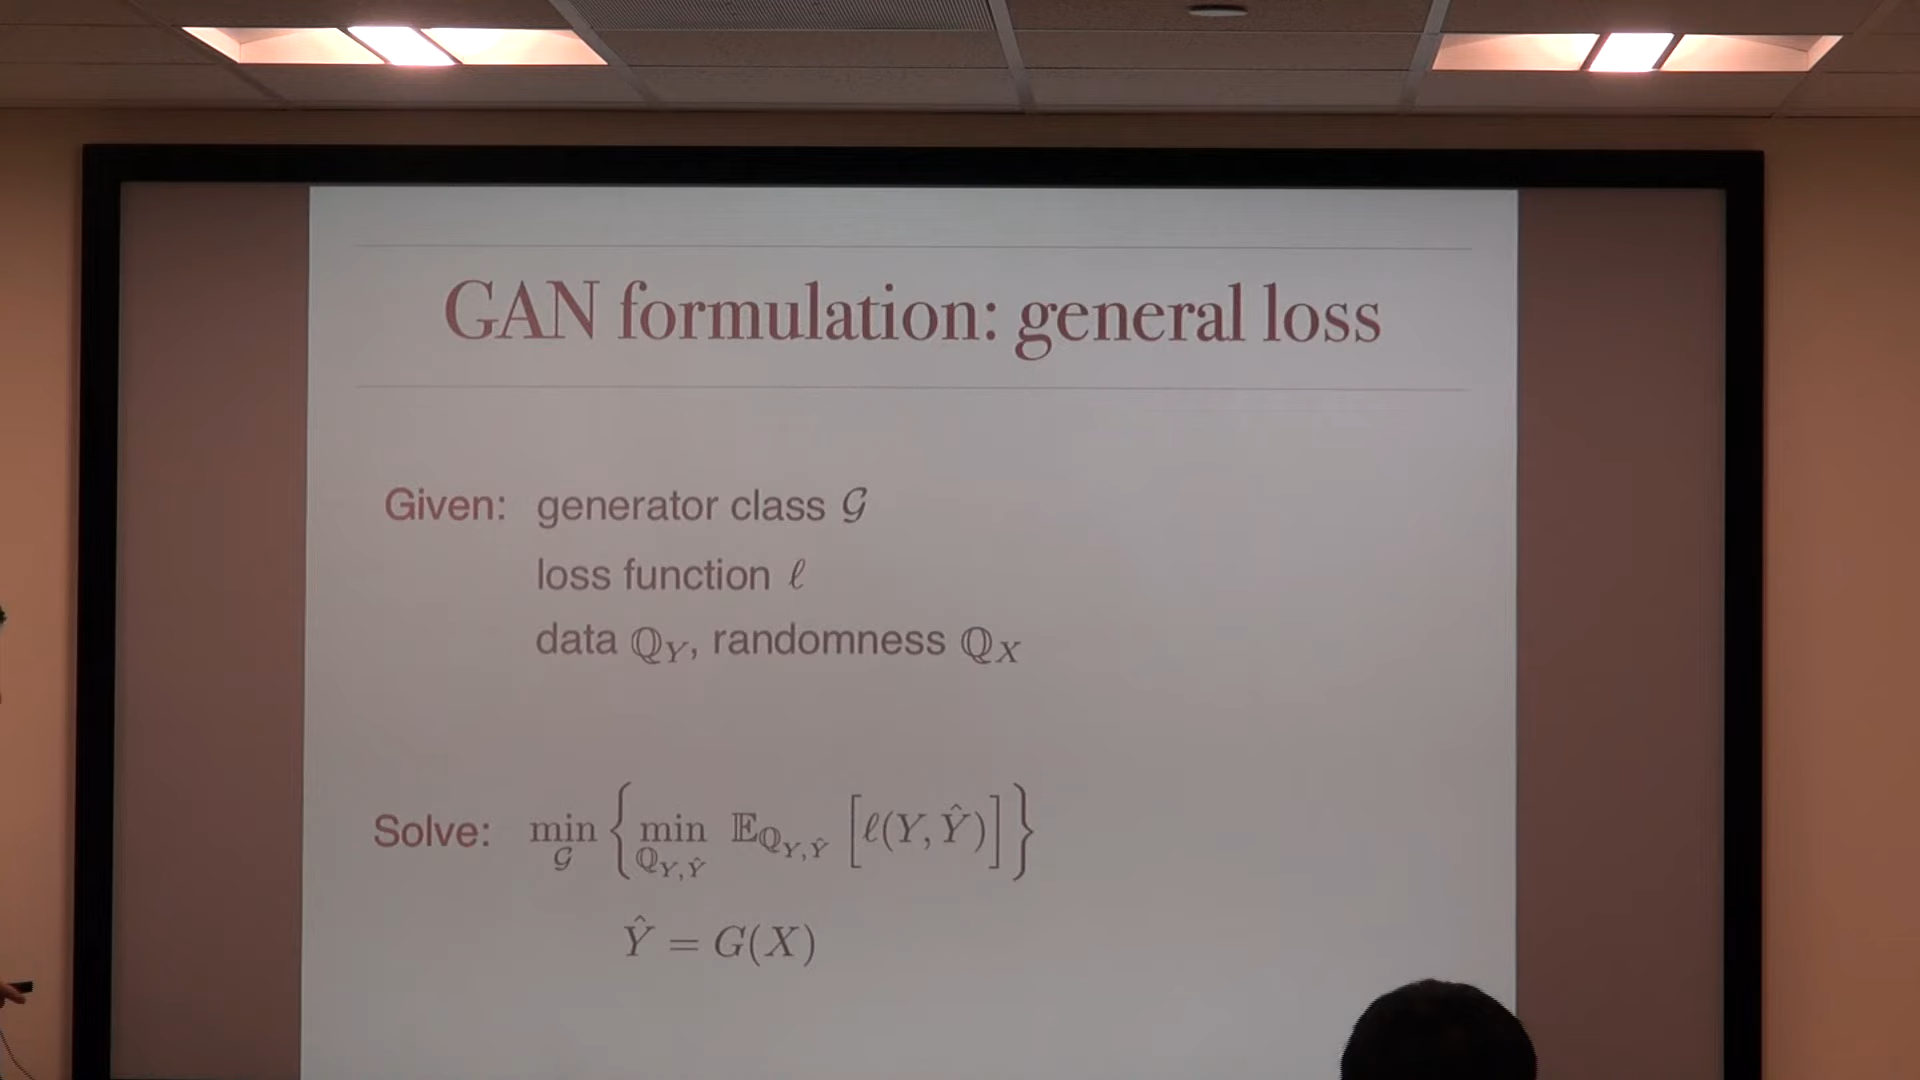 GAN formulation: general loss
Given: generator class 𝒢
loss function ℓ
data ℚ_Y, randomness ℚ_X
Solve: min_𝒢 { min_{ℚ_{Y,Ŷ}} 𝔼_{ℚ_{Y,Ŷ}} [ℓ(Y, Ŷ)] }
Ŷ = G(X)